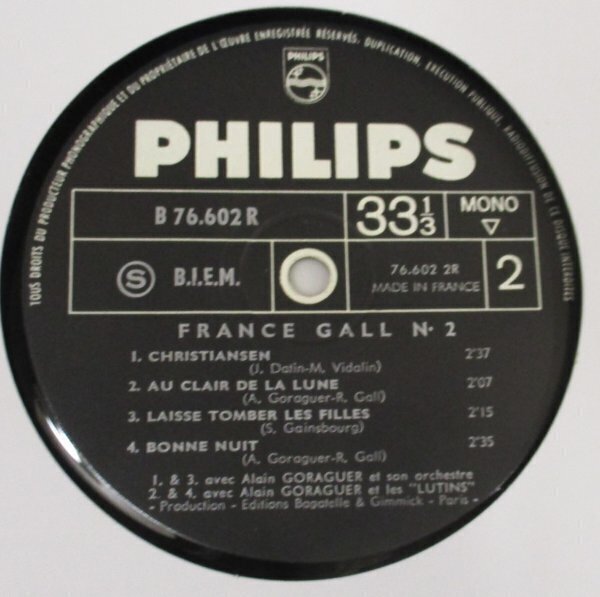 TOUS DROITS DU PRODUCTEUR PHONOGRAPHIQUE ET DU PROPRIÉTAIRE DE L'ŒUVRE ENREGISTRÉE RÉSERVÉS. DUPLICATION, EXÉCUTION PUBLIQUE, RADIODIFFUSION DE CE DISQUE INTERDITES
PHILIPS
PHILIPS
B 76.602 R
33 1/3
MONO
▽
S
B.I.E.M.
76.602 2R
MADE IN FRANCE
2
FRANCE GALL N· 2
1. CHRISTIANSEN 2'37
(J. Datin-M. Vidalin)
2. AU CLAIR DE LA LUNE 2'07
(A. Goraguer-R. Gall)
3. LAISSE TOMBER LES FILLES 2'15
(S. Gainsbourg)
4. BONNE NUIT 2'35
(A. Goraguer-R. Gall)
1. & 3. avec Alain GORAGUER et son orchestre
2. & 4. avec Alain GORAGUER et les "LUTINS"
- Production - Editions Bagatelle & Gimmick - Paris -